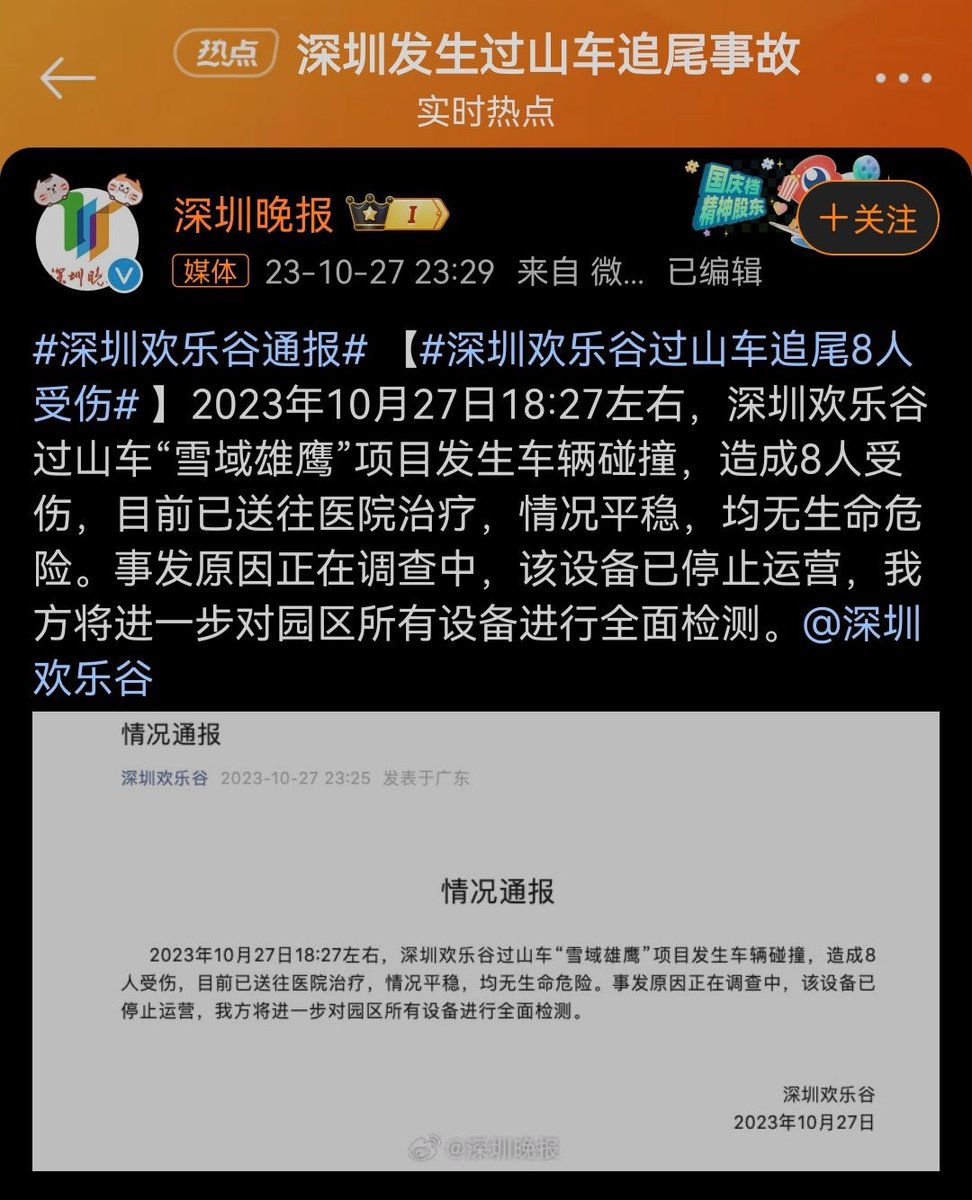 热点 深圳发生过山车追尾事故
实时热点
深圳晚报 I
国庆档
精神股东
+关注
媒体 23-10-27 23:29 来自 微... 已编辑
#深圳欢乐谷通报# 【#深圳欢乐谷过山车追尾8人
受伤# 】2023年10月27日18:27左右，深圳欢乐谷
过山车“雪域雄鹰”项目发生车辆碰撞，造成8人受
伤，目前已送往医院治疗，情况平稳，均无生命危
险。事发原因正在调查中，该设备已停止运营，我
方将进一步对园区所有设备进行全面检测。@深圳
欢乐谷
情况通报
深圳欢乐谷 2023-10-27 23:25 发表于广东
情况通报
2023年10月27日18:27左右，深圳欢乐谷过山车“雪域雄鹰”项目发生车辆碰撞，造成8
人受伤，目前已送往医院治疗，情况平稳，均无生命危险。事发原因正在调查中，该设备已
停止运营，我方将进一步对园区所有设备进行全面检测。
深圳欢乐谷
2023年10月27日
@深圳晚报